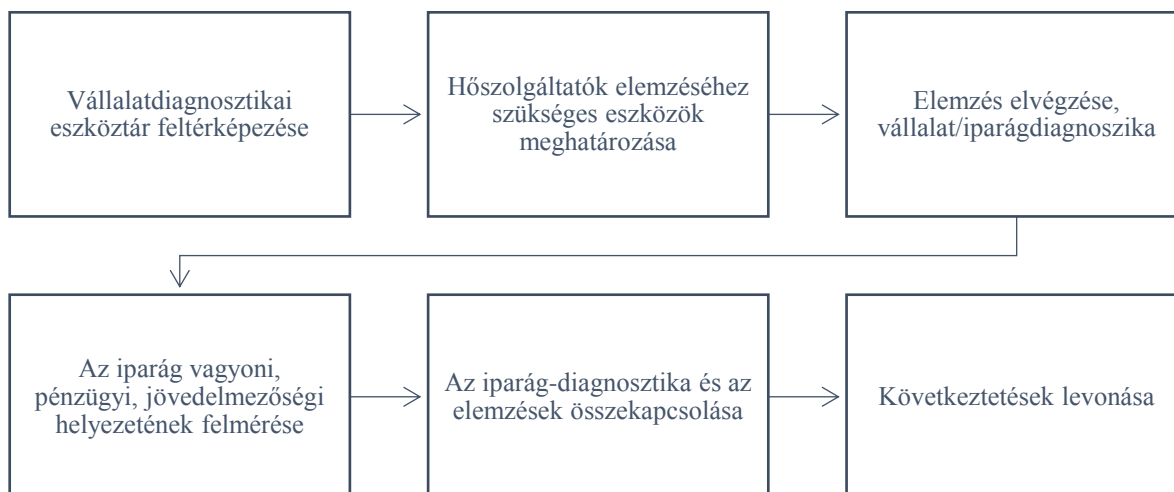 Vállalatdiagnosztikai
eszköztár feltérképezése
Hőszolgáltatók elemzéséhez
szükséges eszközök
meghatározása
Elemzés elvégzése,
vállalat/iparágdiagnoszika
Az iparág vagyoni,
pénzügyi, jövedelmezőségi
helyezetének felmérése
Az iparág-diagnosztika és az
elemzések összekapcsolása
Következtetések levonása